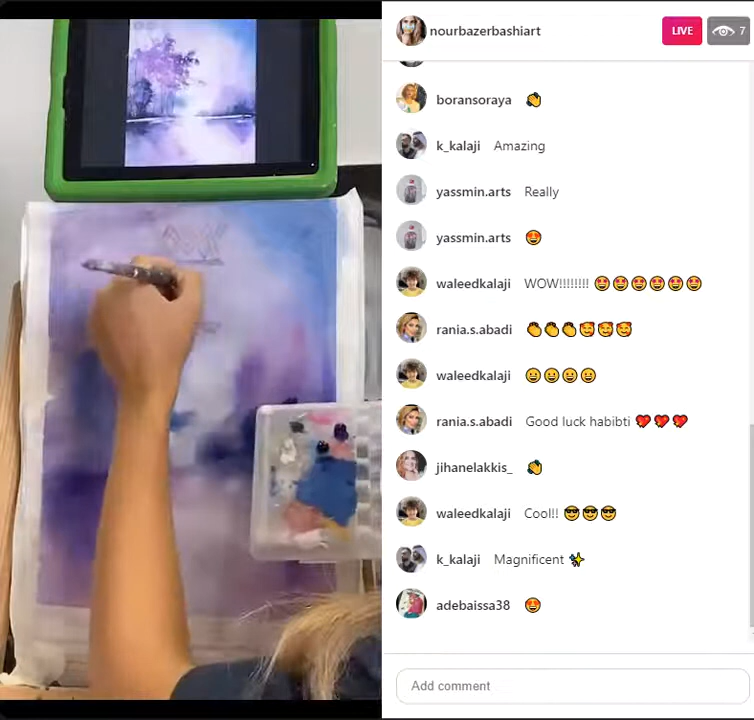 nourbazerbashiart
LIVE
7
boransoraya 👏
k_kalaji Amazing
yassmin.arts Really
yassmin.arts 😍
waleedkalaji WOW!!!!!!!! 😍😍😍😍😍😍
rania.s.abadi 👏👏👏🥰🥰🥰
waleedkalaji 😀😀😀😀
rania.s.abadi Good luck habibti 💖💖💖
jihanelakkis_ 👏
waleedkalaji Cool!! 😎😎😎
k_kalaji Magnificent ✨
adebaissa38 😍
Add comment